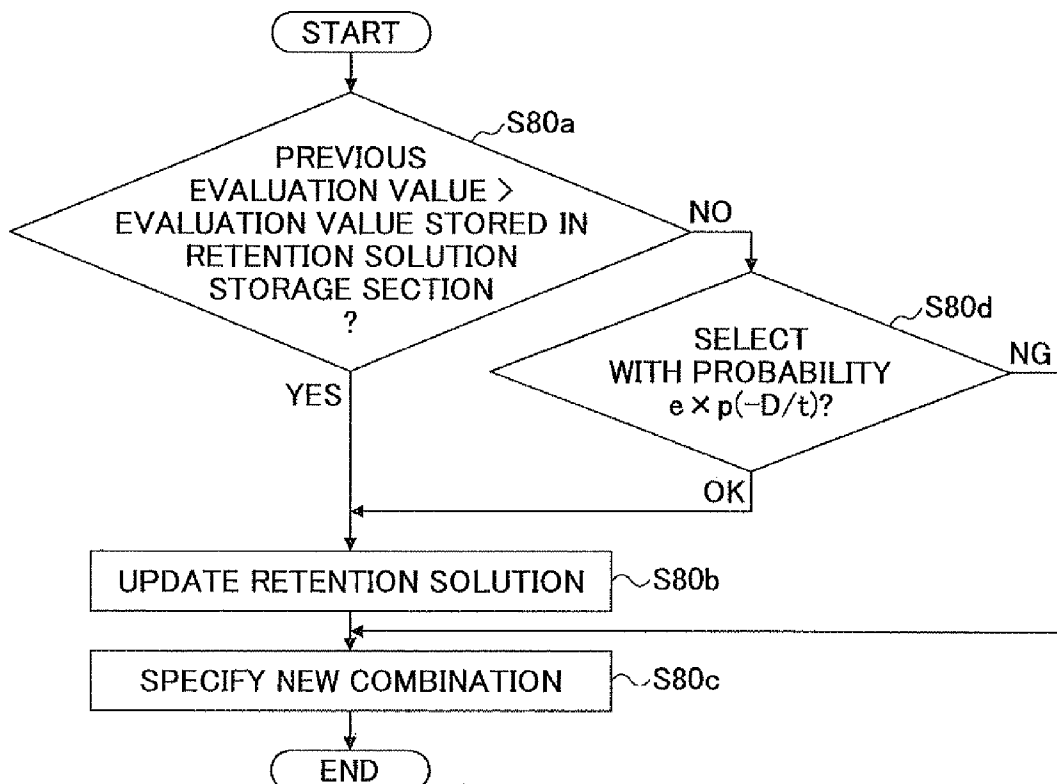 START
S80a
PREVIOUS
EVALUATION VALUE >
EVALUATION VALUE STORED IN
RETENTION SOLUTION
STORAGE SECTION
?
NO
S80d
SELECT
WITH PROBABILITY
e×p(-D/t)?
NG
YES
OK
UPDATE RETENTION SOLUTION
S80b
SPECIFY NEW COMBINATION
S80c
END